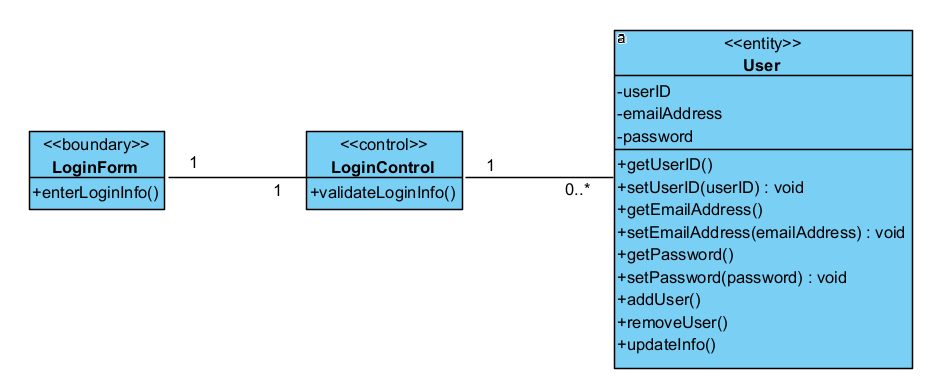 <<boundary>>
LoginForm
+enterLoginInfo()
1
1
<<control>>
LoginControl
+validateLoginInfo()
1
0..*
a
<<entity>>
User
-userID
-emailAddress
-password
+getUserID()
+setUserID(userID) : void
+getEmailAddress()
+setEmailAddress(emailAddress) : void
+getPassword()
+setPassword(password) : void
+addUser()
+removeUser()
+updateInfo()